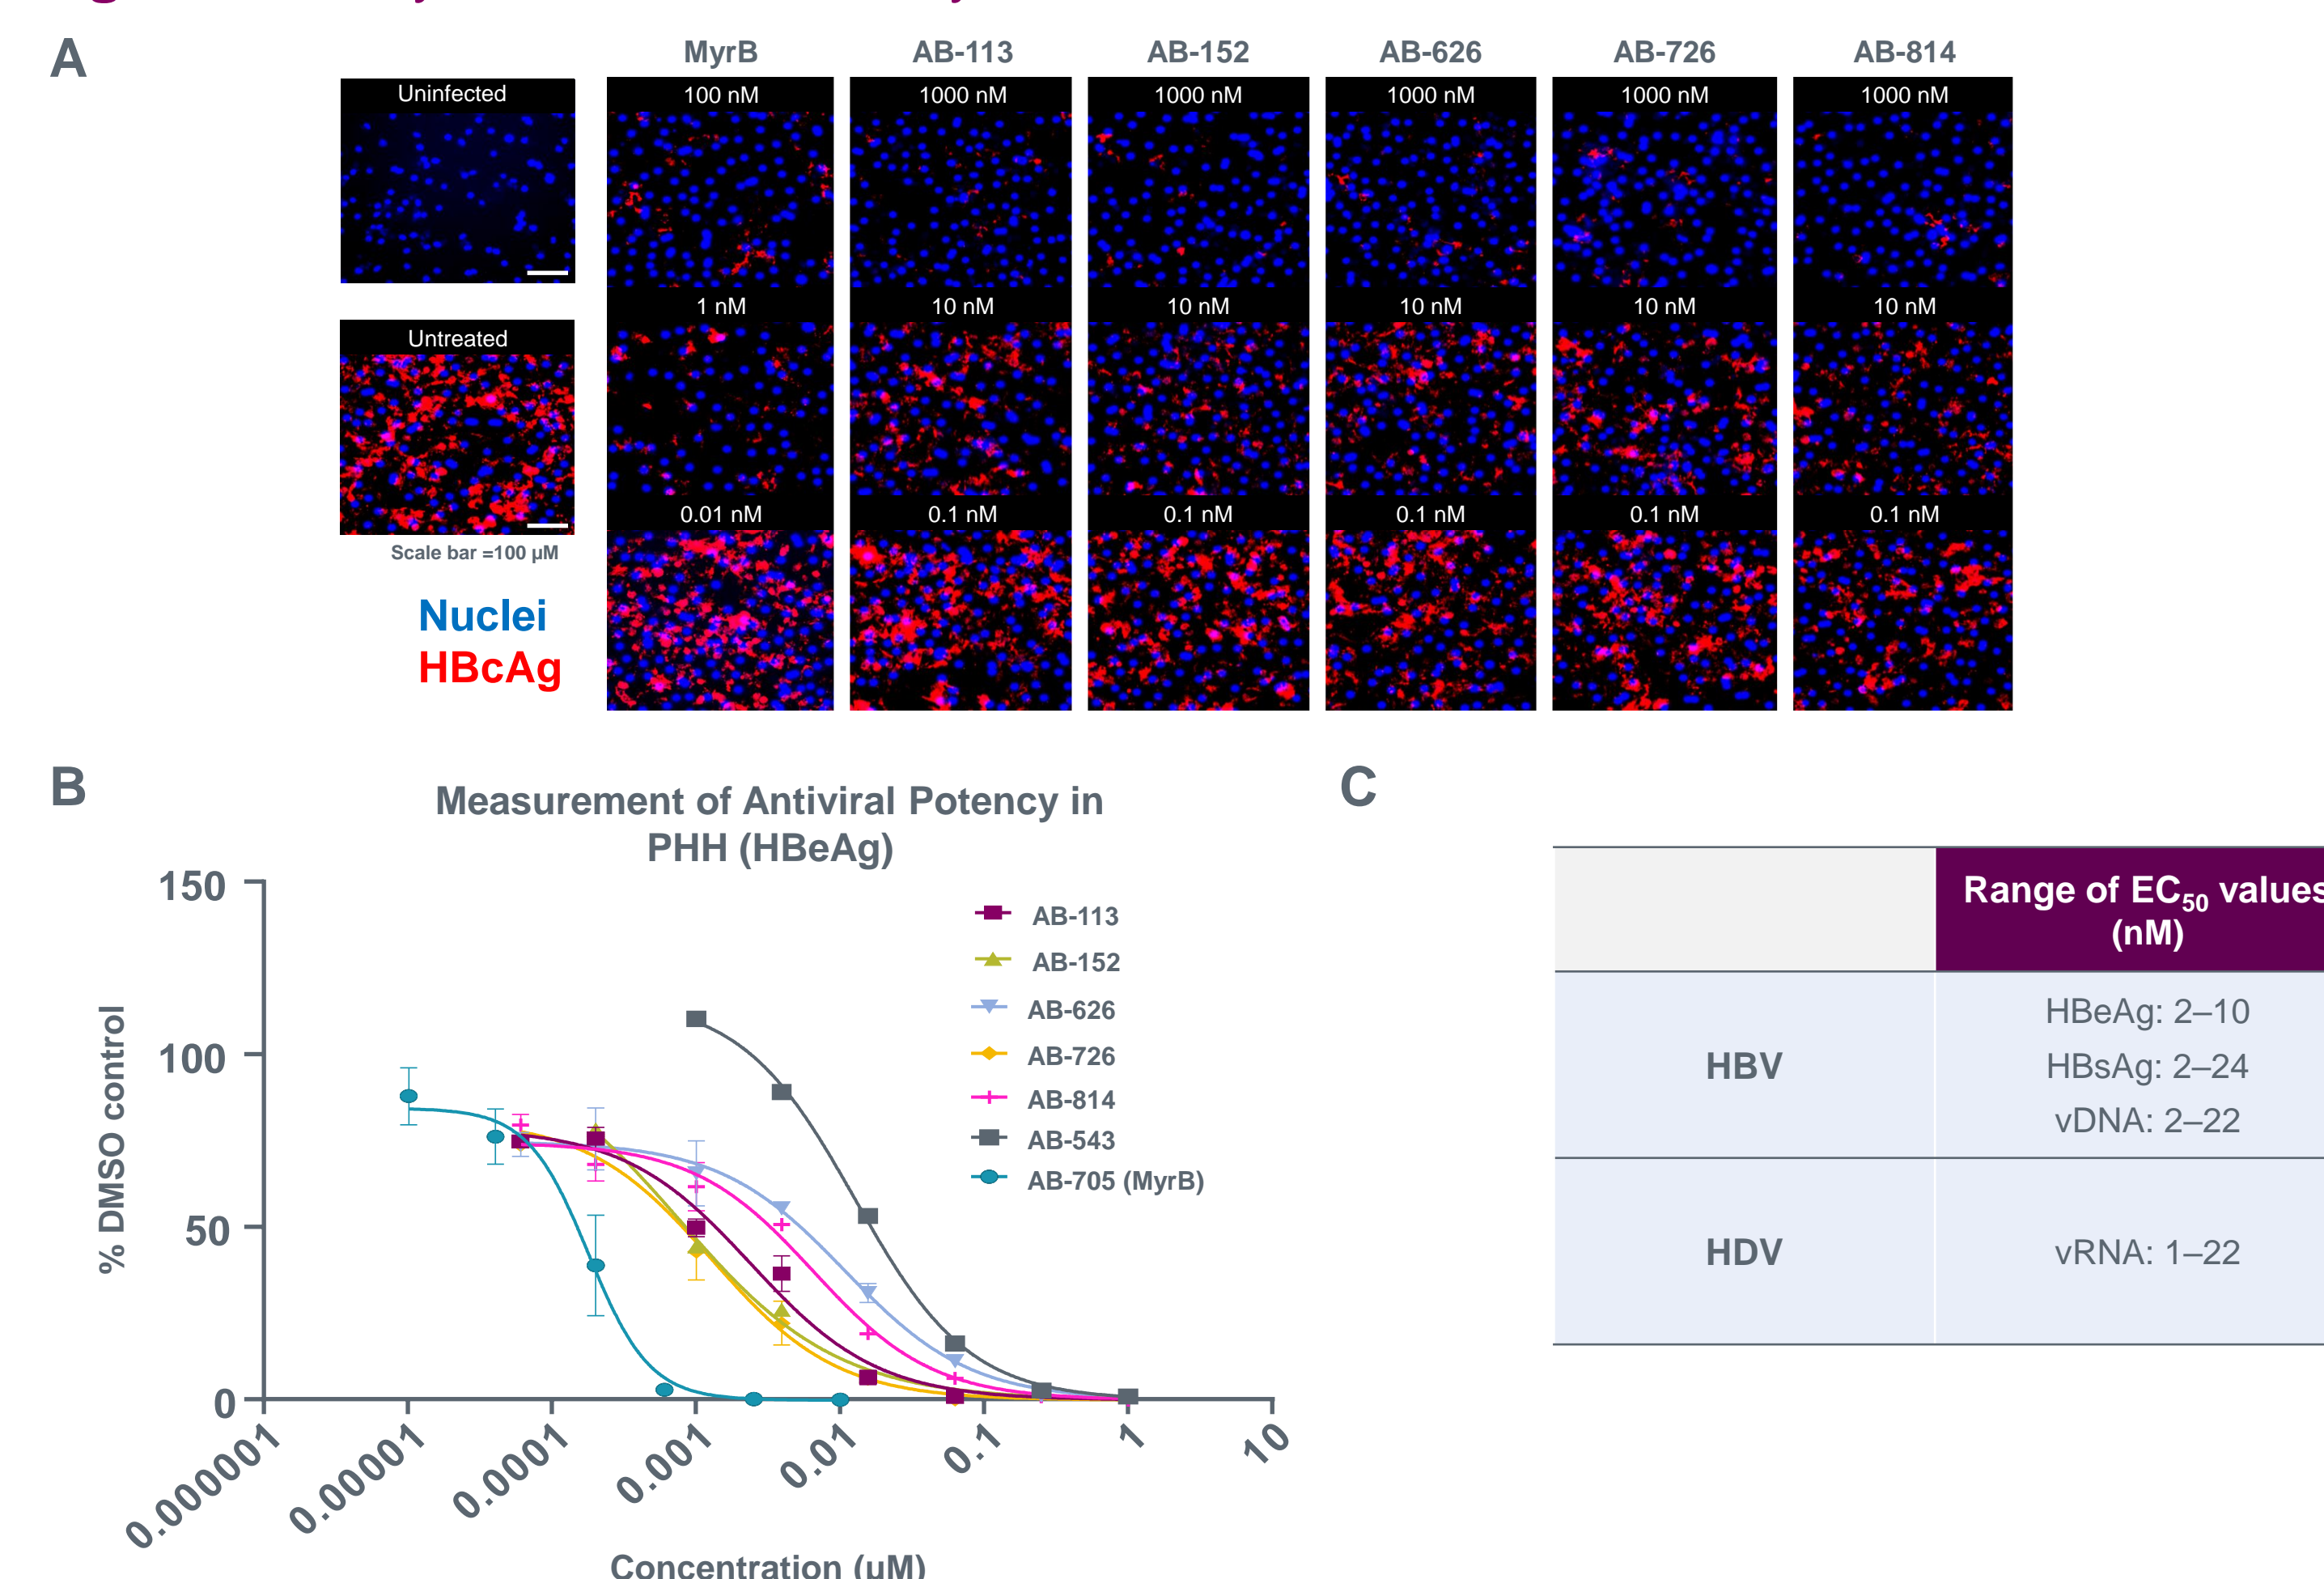 A
MyrB
AB-113
AB-152
AB-626
AB-726
AB-814
Uninfected
100 nM
1000 nM
1000 nM
1000 nM
1000 nM
1000 nM
1 nM
10 nM
10 nM
10 nM
10 nM
10 nM
Untreated
0.01 nM
0.1 nM
0.1 nM
0.1 nM
0.1 nM
0.1 nM
Scale bar =100 µM
Nuclei
HBcAg
B
Measurement of Antiviral Potency in
PHH (HBeAg)
% DMSO control
150
100
50
0
AB-113
AB-152
AB-626
AB-726
AB-814
AB-543
AB-705 (MyrB)
0.000001
0.00001
0.0001
0.001
0.01
0.1
1
10
Concentration (uM)
C
Range of EC50 values
(nM)
HBV
HBeAg: 2–10
HBsAg: 2–24
vDNA: 2–22
HDV
vRNA: 1–22